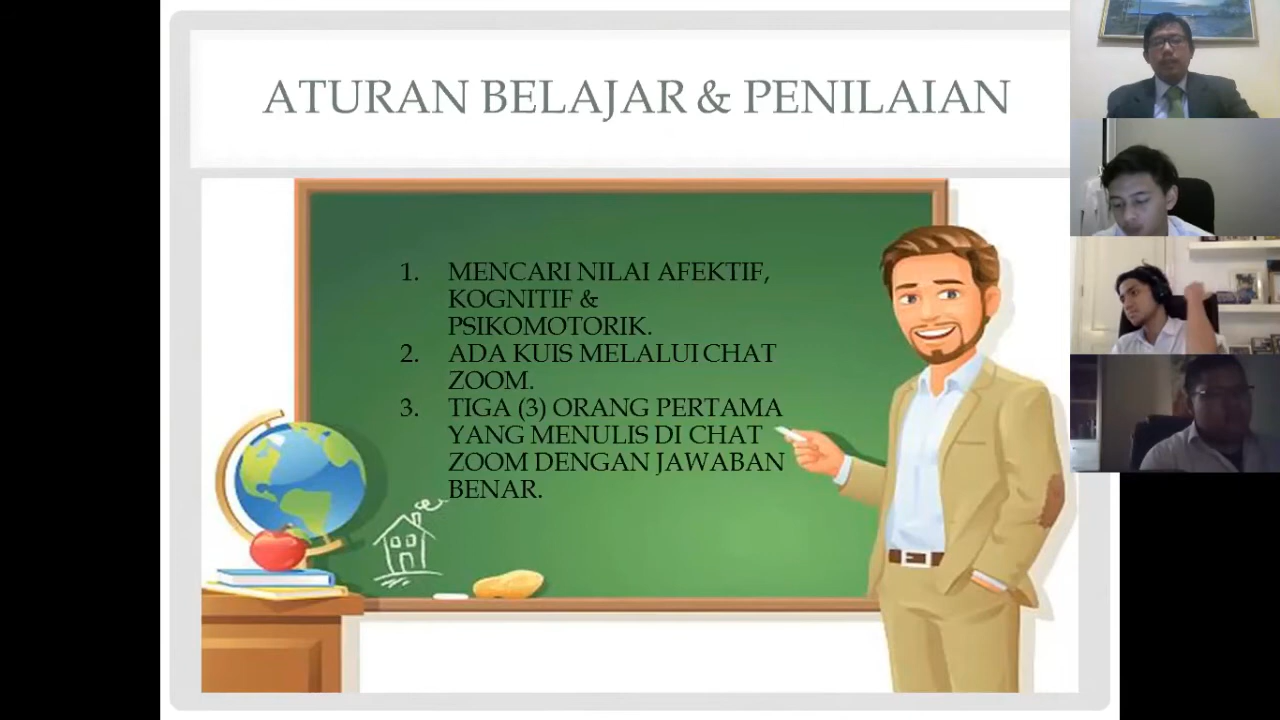 ATURAN BELAJAR & PENILAIAN
1. MENCARI NILAI AFEKTIF,
KOGNITIF &
PSIKOMOTORIK.
2. ADA KUIS MELALUI CHAT
ZOOM.
3. TIGA (3) ORANG PERTAMA
YANG MENULIS DI CHAT
ZOOM DENGAN JAWABAN
BENAR.